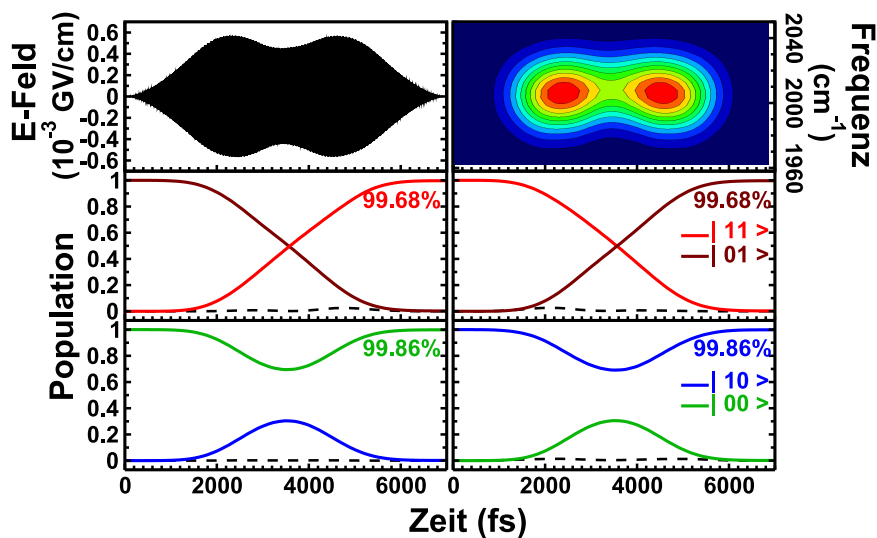 E-Feld
(10⁻³ GV/cm)
0.6
0.4
0.2
0
-0.2
-0.4
-0.6
2040
2000
1960
Frequenz
(cm⁻¹)
Population
1
0.8
0.6
0.4
0.2
0
99.68%
99.68%
| 11 >
| 01 >
1
0.8
0.6
0.4
0.2
0
99.86%
99.86%
| 10 >
| 00 >
0 2000 4000 6000
0 2000 4000 6000
Zeit (fs)